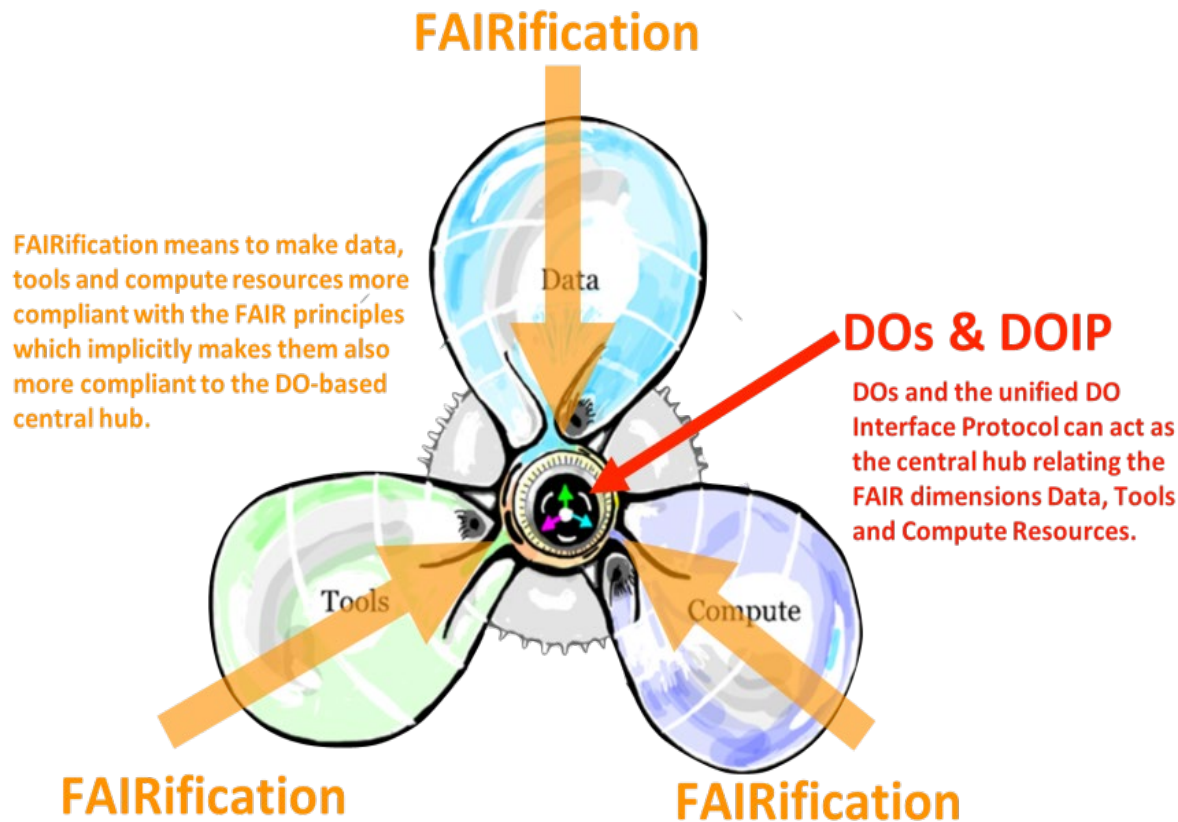 FAIRification
FAIRification means to make data,
tools and compute resources more
compliant with the FAIR principles
which implicitly makes them also
more compliant to the DO-based
central hub.
Data
DOs & DOIP
DOs and the unified DO
Interface Protocol can act as
the central hub relating the
FAIR dimensions Data, Tools
and Compute Resources.
Tools
Compute
FAIRification
FAIRification